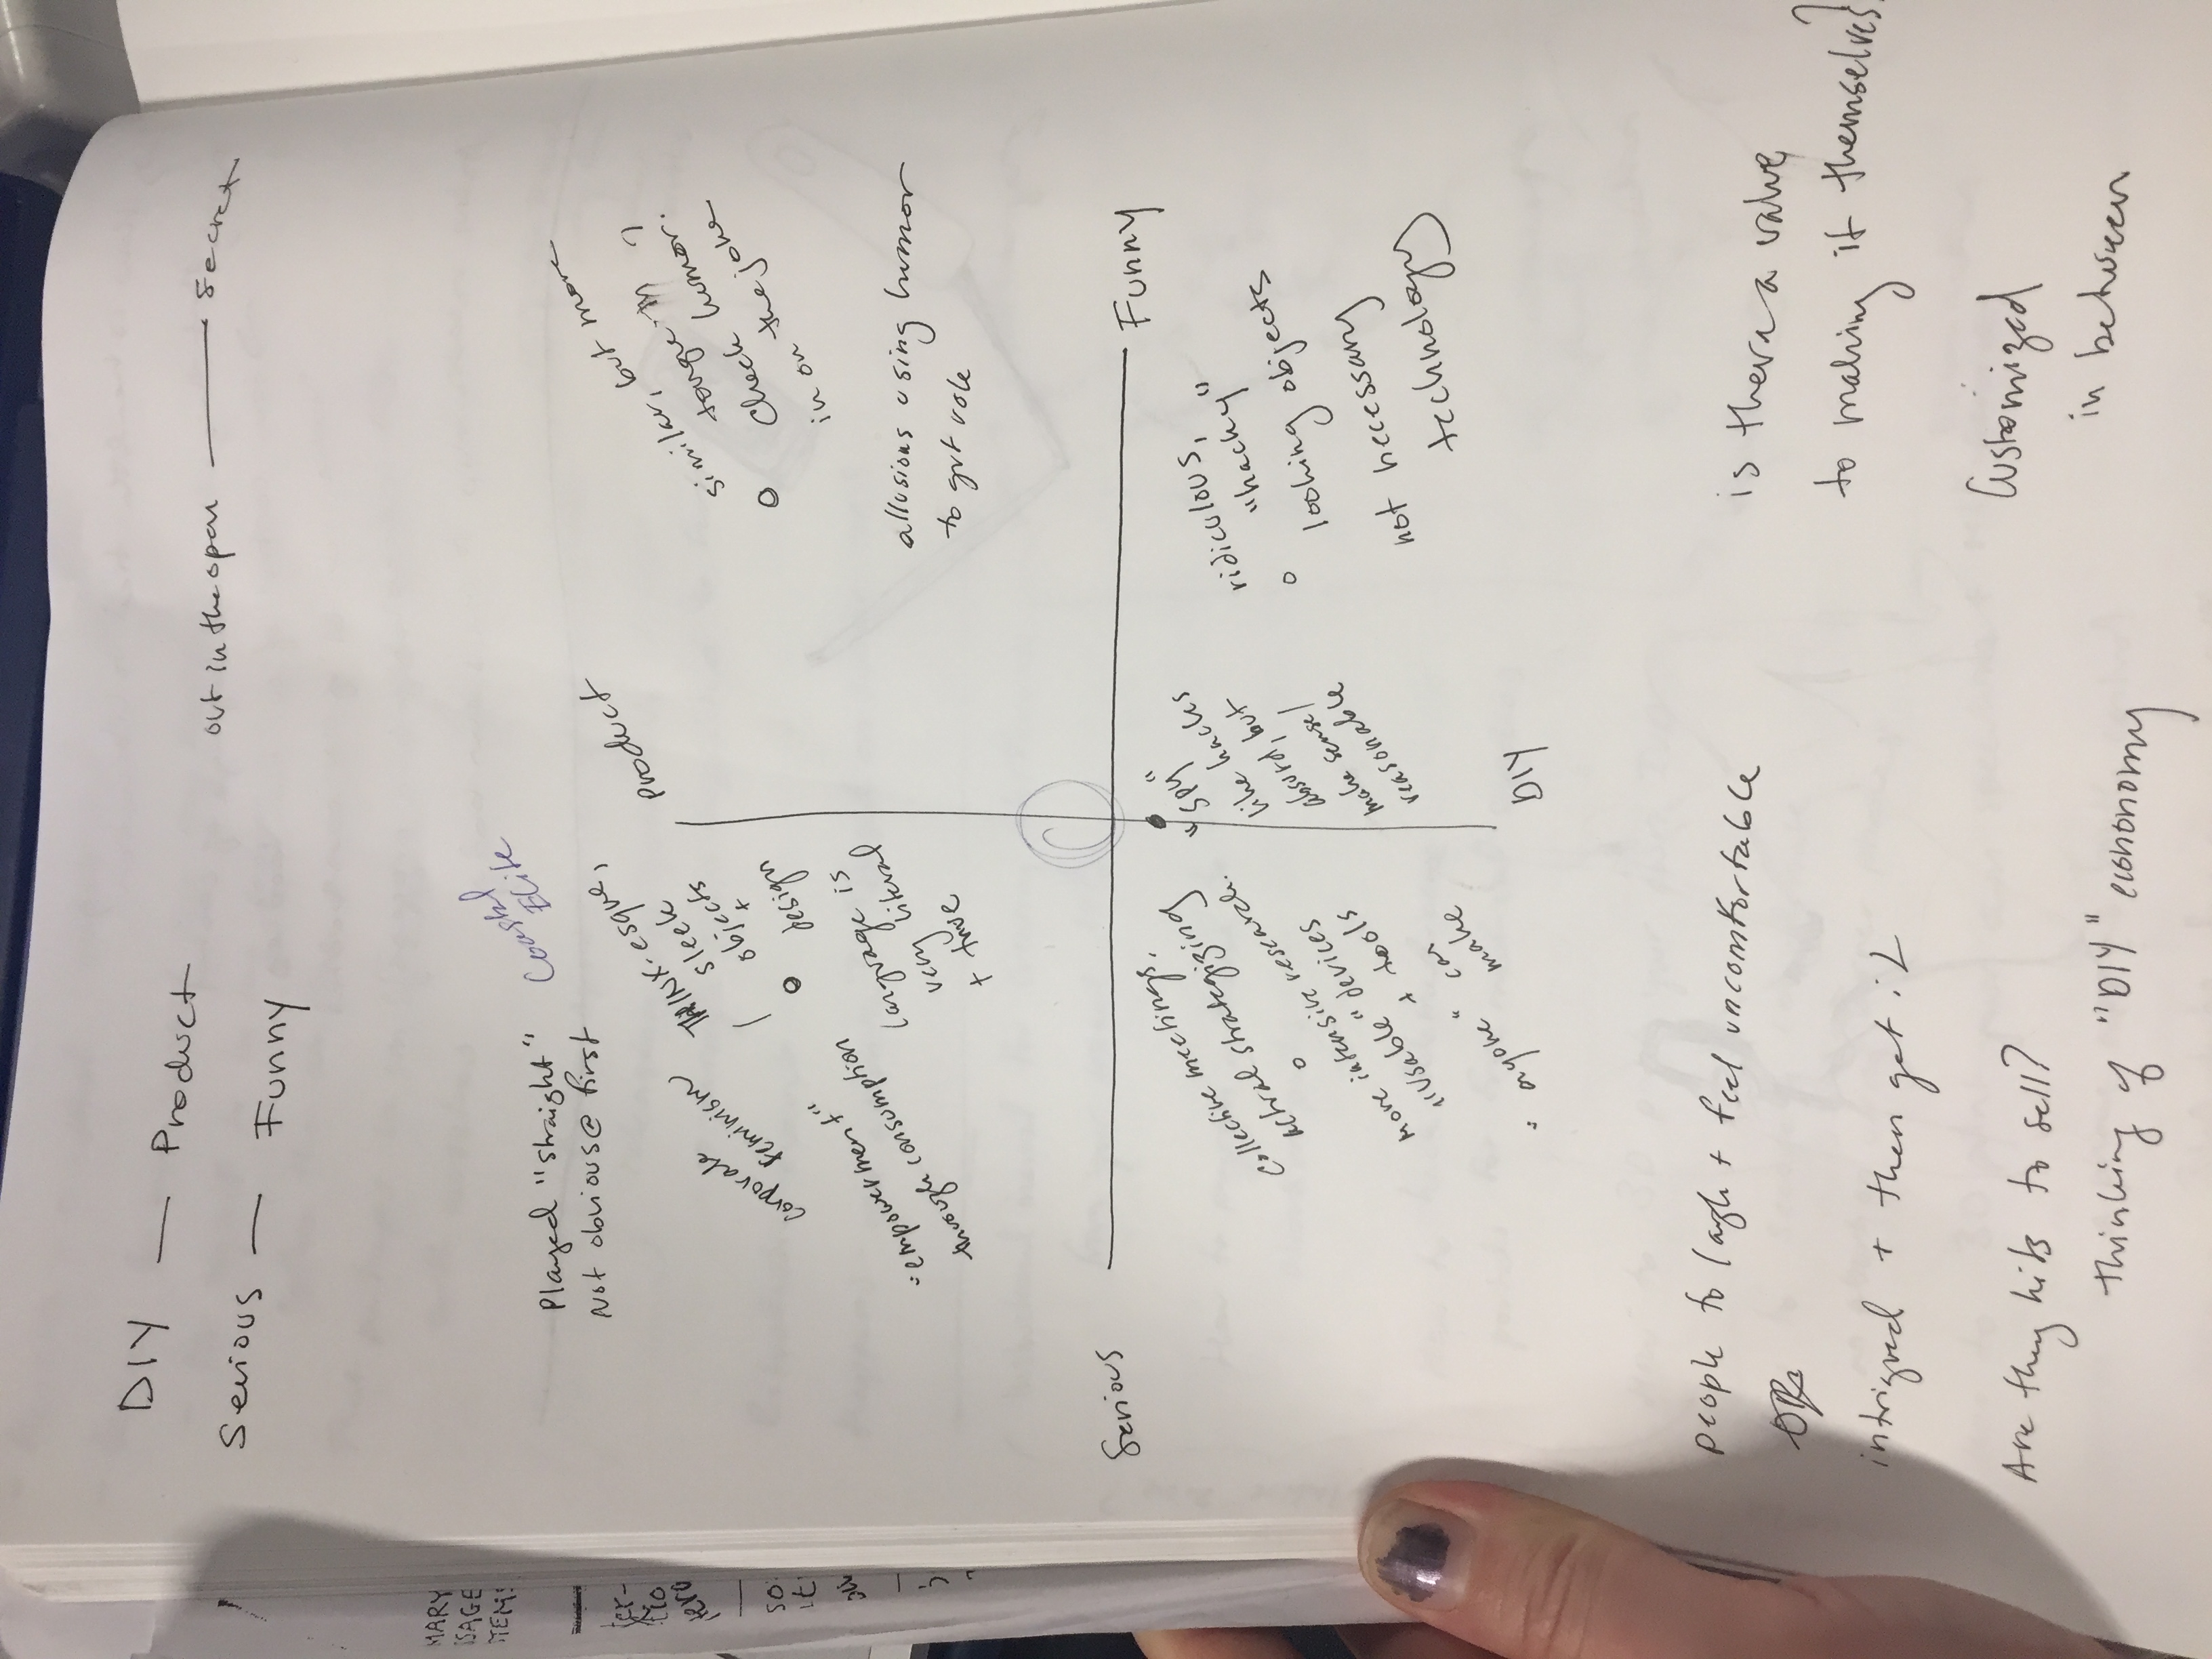 DIY — Product
Serious — Funny
out in the open — Secret
Played "straight"
Not obvious @ first
Coastal
Elite
Product
corporate
feminism
THINX-esque,
sleek
objects
+
design
"empowerment"
through consumption
language is
very literal
+ true
similar, but more
tongue-in
check humor?
in on the joke
allusions using humor
to gvt role
Serious
Funny
collective meetings,
actual strategizing
more intensive research.
"Usable" devices
+ tools
"anyone" can
make
"spy"
like hacks
absurd, but
make sense/
reasonable
ridiculous,
"hacky"
looking objects
not necessary
technology
DIY
people to laugh + feel uncomfortable
OR
intrigued + then get it
Are they kits to sell?
thinking of "DIY" econonomy
is there a value
to making it themselves?
Customized
in between
MARY
SSAGE
TEMS